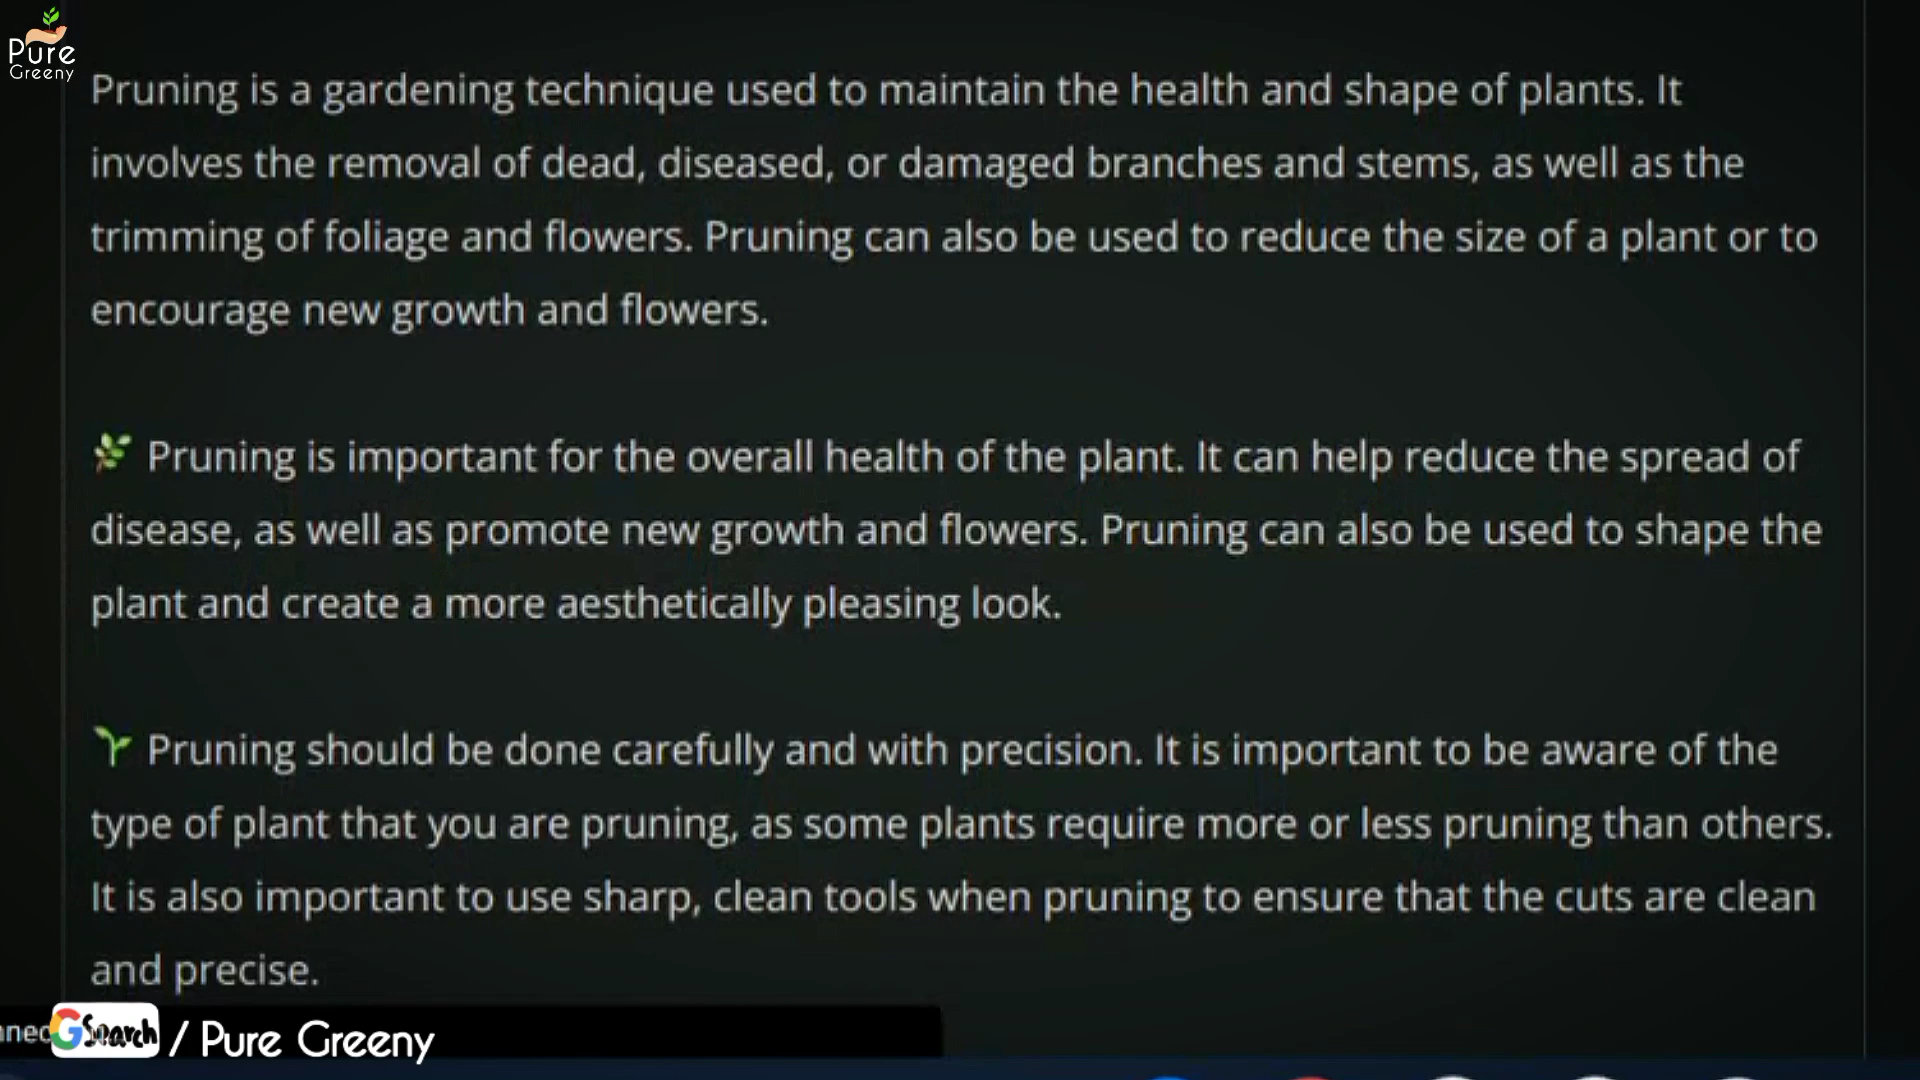 Pure
Greeny
Pruning is a gardening technique used to maintain the health and shape of plants. It
involves the removal of dead, diseased, or damaged branches and stems, as well as the
trimming of foliage and flowers. Pruning can also be used to reduce the size of a plant or to
encourage new growth and flowers.
🌿 Pruning is important for the overall health of the plant. It can help reduce the spread of
disease, as well as promote new growth and flowers. Pruning can also be used to shape the
plant and create a more aesthetically pleasing look.
🌱 Pruning should be done carefully and with precision. It is important to be aware of the
type of plant that you are pruning, as some plants require more or less pruning than others.
It is also important to use sharp, clean tools when pruning to ensure that the cuts are clean
and precise.
G Search / Pure Greeny